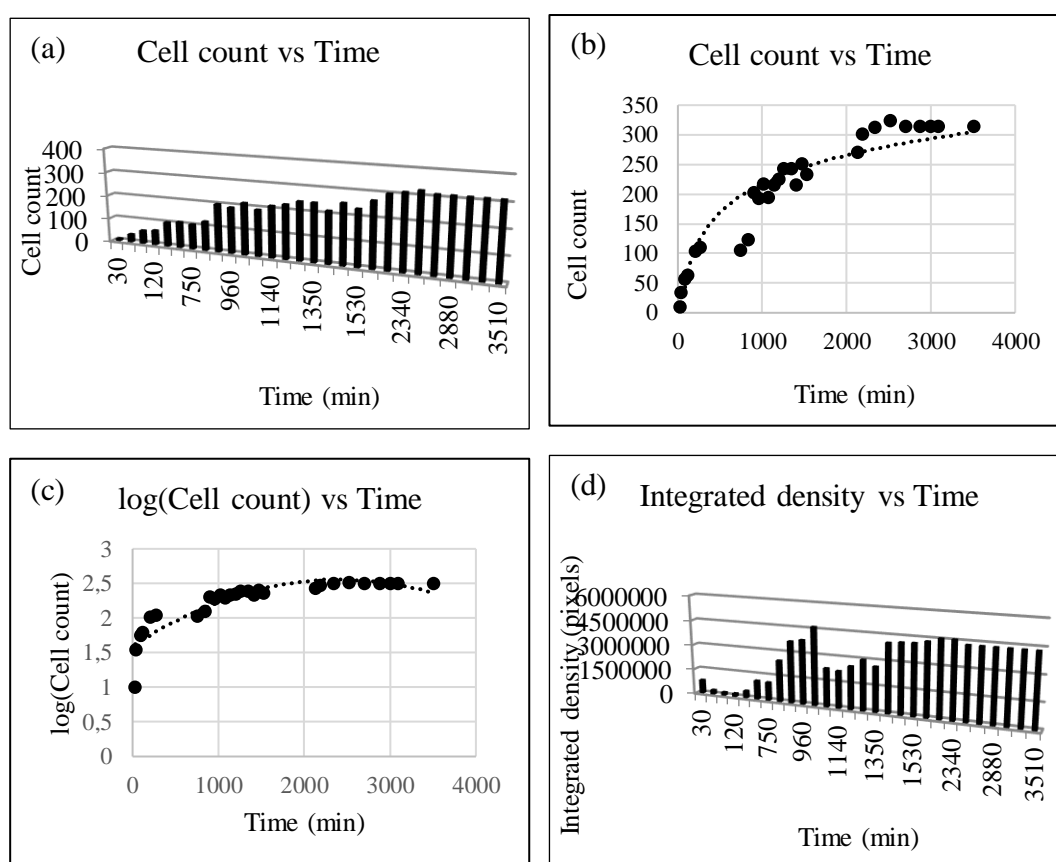 (a)
Cell count vs Time
400
300
200
100
0
Cell count
30
120
750
960
1140
1350
1530
2340
2880
3510
Time (min)
(b)
Cell count vs Time
350
300
250
200
150
100
50
0
Cell count
0 1000 2000 3000 4000
Time (min)
(c)
log(Cell count) vs Time
3
2,5
2
1,5
1
0,5
0
log(Cell count)
0 1000 2000 3000 4000
Time (min)
(d)
Integrated density vs Time
6000000
4500000
3000000
1500000
0
Integrated density (pixels)
30
120
750
960
1140
1350
1530
2340
2880
3510
Time (min)